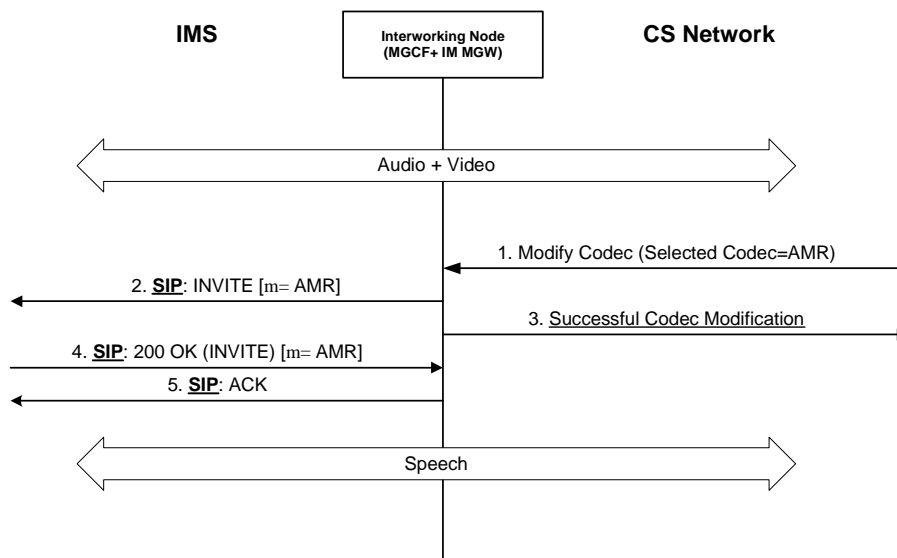 IMS
Interworking Node
(MGCF+ IM MGW)
CS Network
Audio + Video
1. Modify Codec (Selected Codec=AMR)
2. SIP: INVITE [m= AMR]
3. Successful Codec Modification
4. SIP: 200 OK (INVITE) [m= AMR]
5. SIP: ACK
Speech